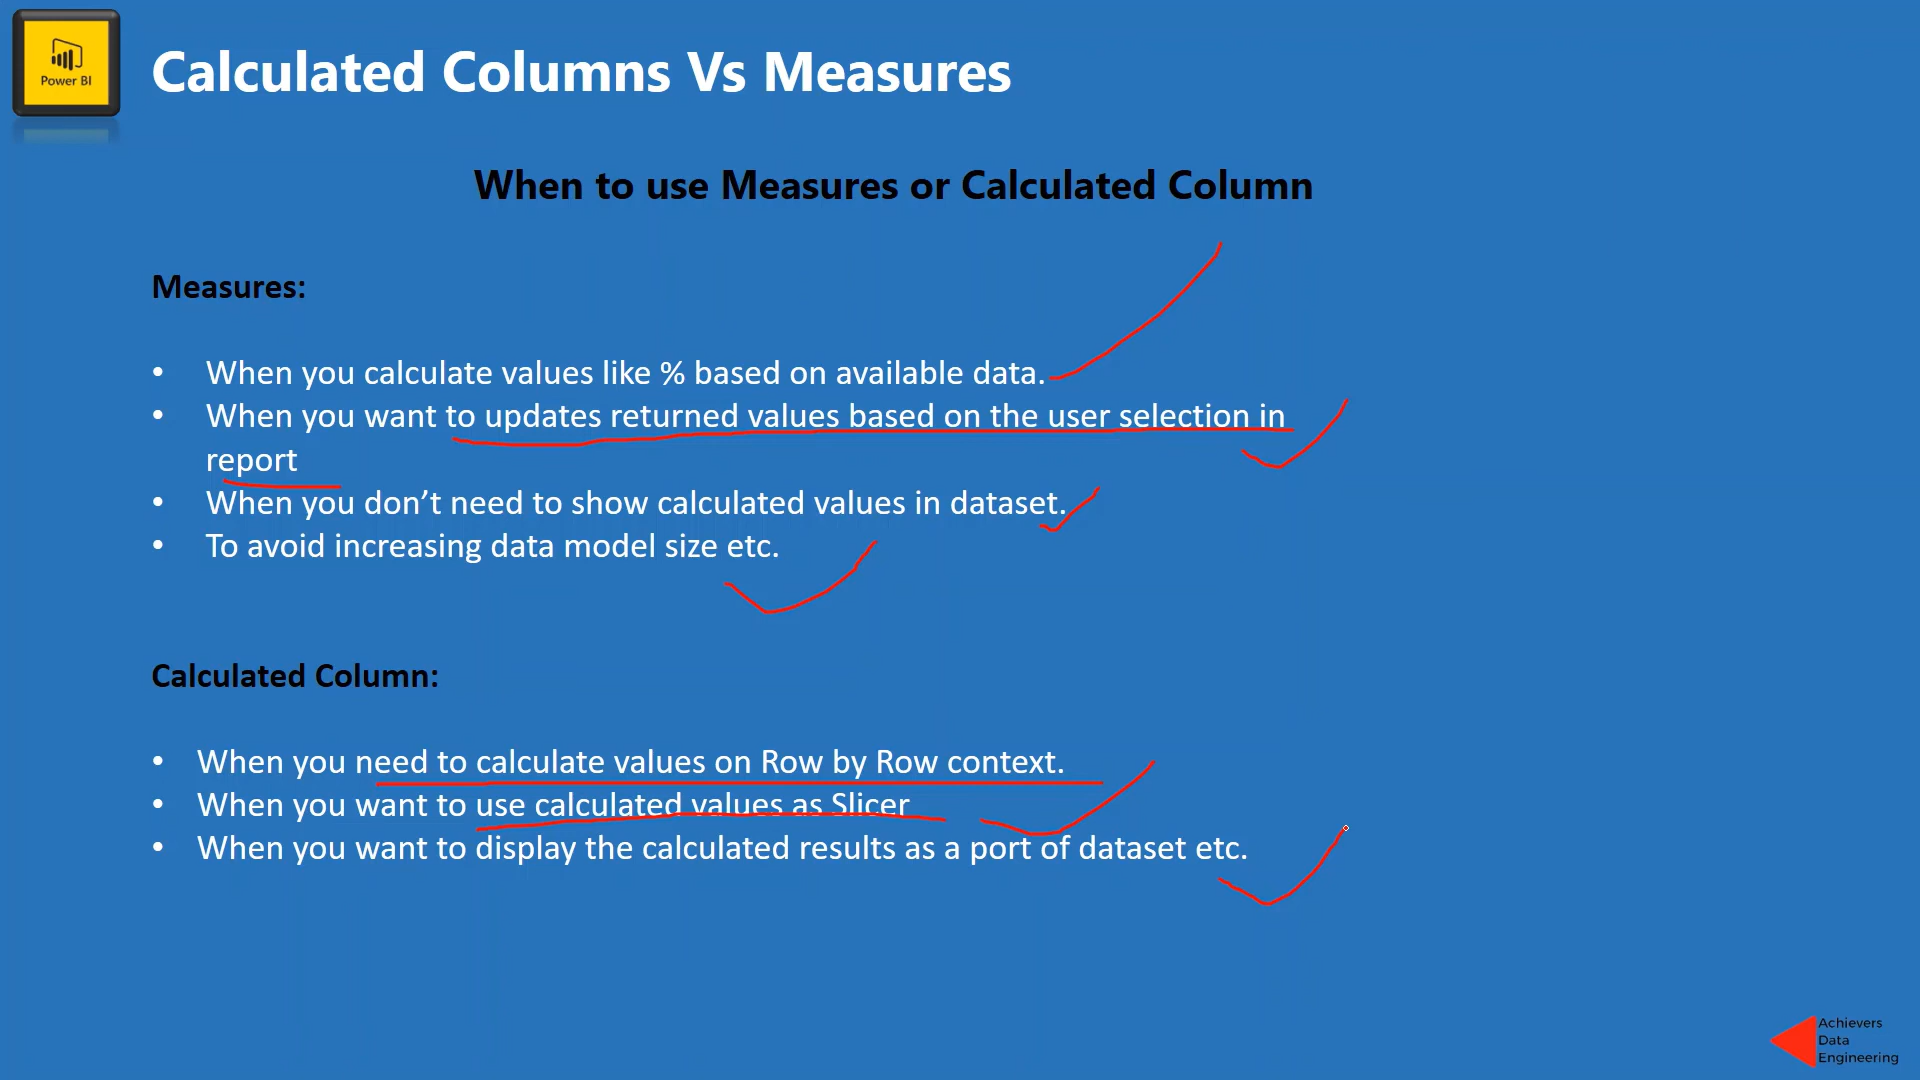 Power BI
Calculated Columns Vs Measures
When to use Measures or Calculated Column
Measures:
• When you calculate values like % based on available data.
• When you want to updates returned values based on the user selection in
report
• When you don’t need to show calculated values in dataset.
• To avoid increasing data model size etc.
Calculated Column:
• When you need to calculate values on Row by Row context.
• When you want to use calculated values as Slicer
• When you want to display the calculated results as a port of dataset etc.
Achievers
Data
Engineering